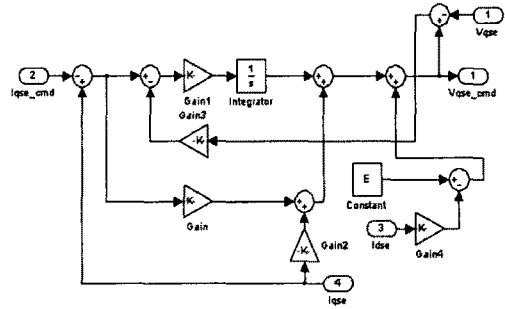 1
Vqse
2
Iqse_cmd
K-
Gain1
1
s
Integrator
1
Vqse_cmd
Gain3
-K-
E
Constant
K-
Gain
3
Idse
K-
Gain4
-K-
Gain2
4
Iqse